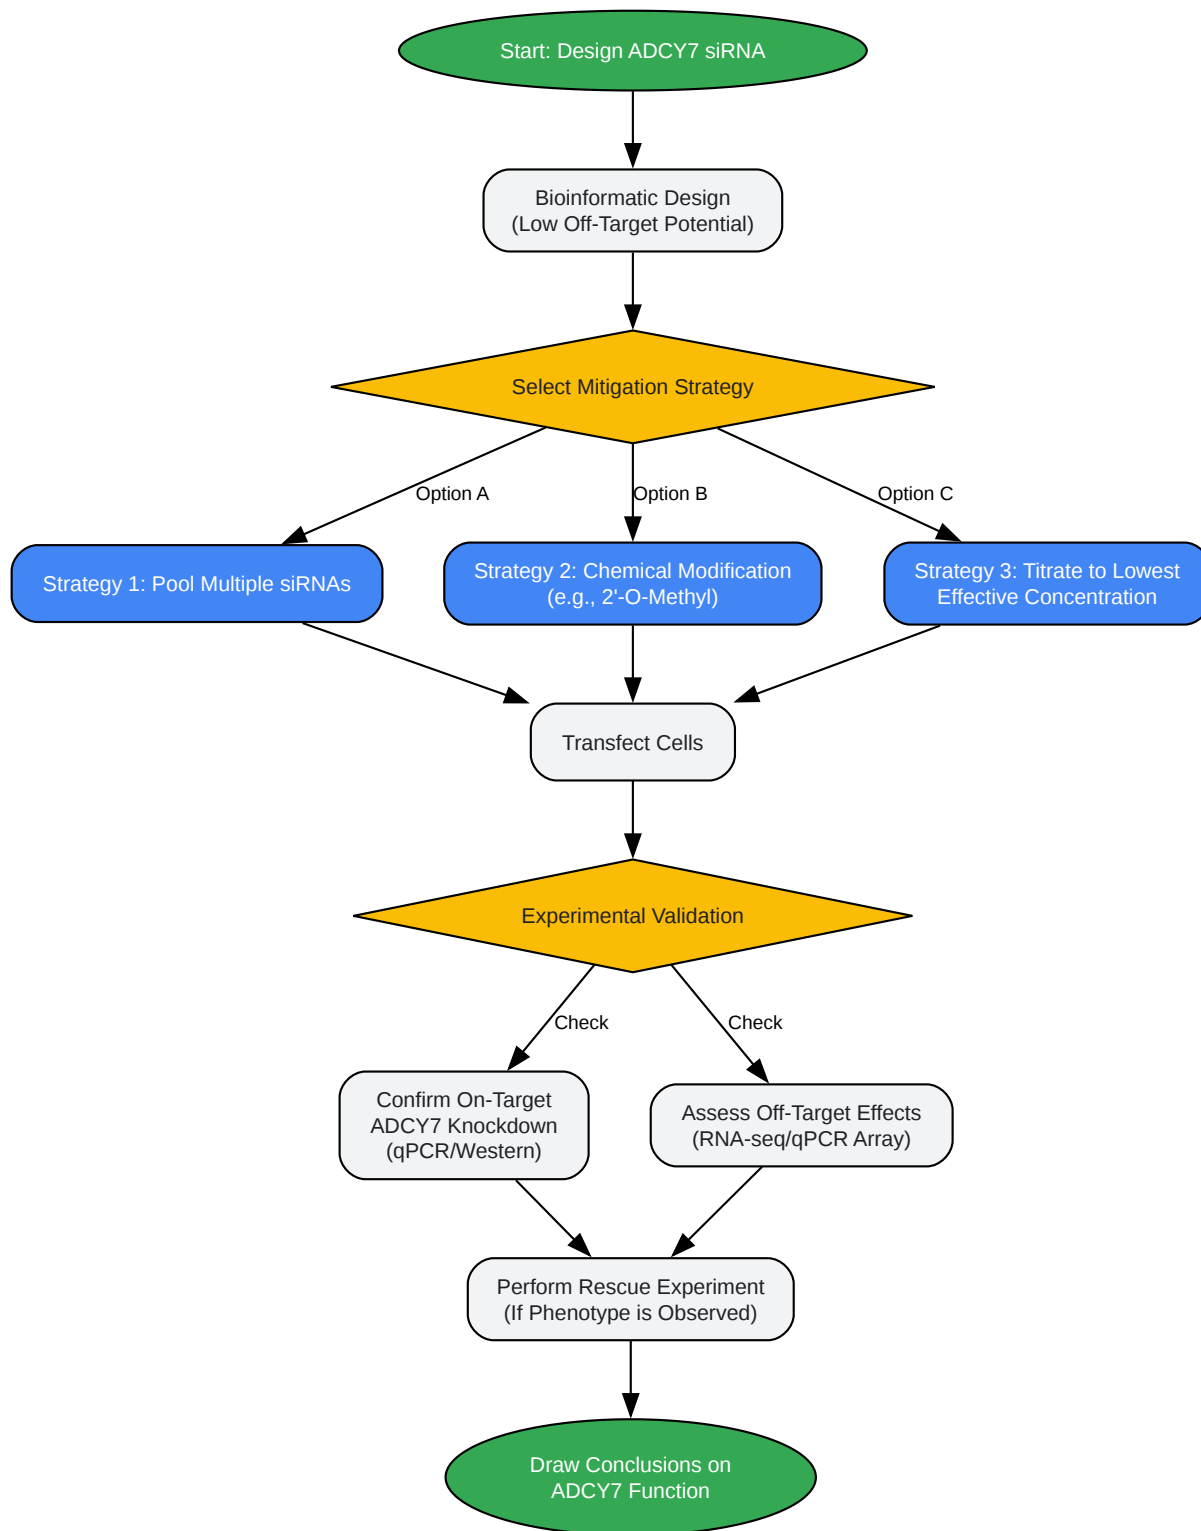 Start: Design ADCY7 siRNA
Bioinformatic Design
(Low Off-Target Potential)
Select Mitigation Strategy
Option A
Option B
Option C
Strategy 1: Pool Multiple siRNAs
Strategy 2: Chemical Modification
(e.g., 2'-O-Methyl)
Strategy 3: Titrate to Lowest
Effective Concentration
Transfect Cells
Experimental Validation
Check
Check
Confirm On-Target
ADCY7 Knockdown
(qPCR/Western)
Assess Off-Target Effects
(RNA-seq/qPCR Array)
Perform Rescue Experiment
(If Phenotype is Observed)
Draw Conclusions on
ADCY7 Function